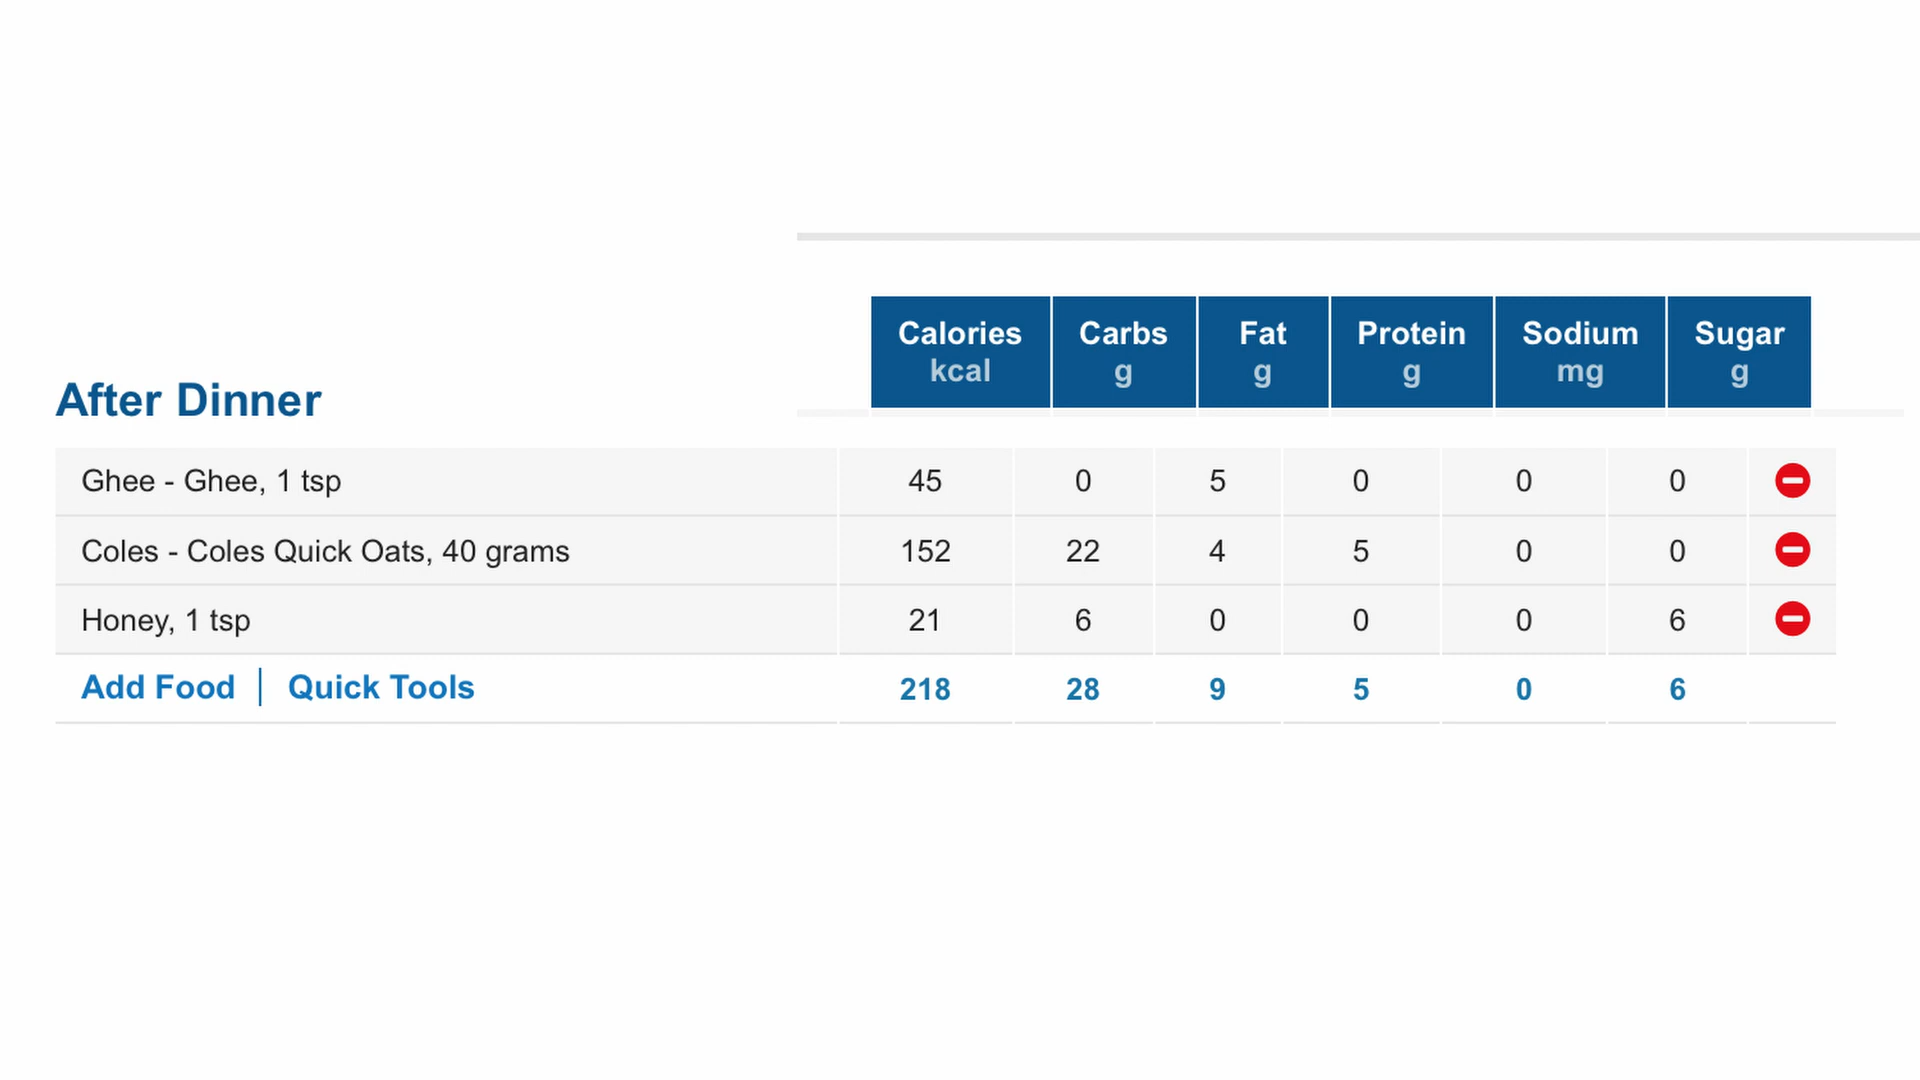 Calories Carbs Fat Protein Sodium Sugar
kcal g g g mg g
After Dinner
Ghee - Ghee, 1 tsp 45 0 5 0 0 0
Coles - Coles Quick Oats, 40 grams 152 22 4 5 0 0
Honey, 1 tsp 21 6 0 0 0 6
Add Food | Quick Tools 218 28 9 5 0 6